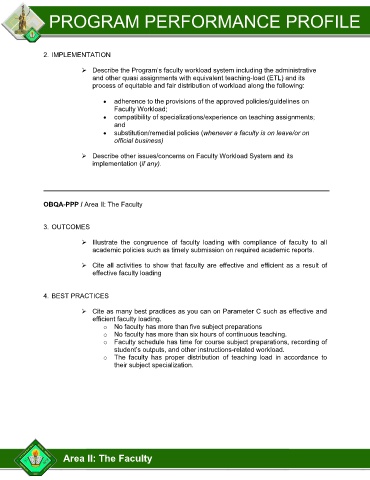 PROGRAM PERFORMANCE PROFILE
2. IMPLEMENTATION
➢ Describe the Program's faculty workload system including the administrative
and other quasi assignments with equivalent teaching-load (ETL) and its
process of equitable and fair distribution of workload along the following:
• adherence to the provisions of the approved policies/guidelines on
Faculty Workload;
• compatibility of specializations/experience on teaching assignments;
and
• substitution/remedial policies (whenever a faculty is on leave/or on
official business)
➢ Describe other issues/concerns on Faculty Workload System and its
implementation (if any).
OBQA-PPP / Area II: The Faculty
3. OUTCOMES
➢ Illustrate the congruence of faculty loading with compliance of faculty to all
academic policies such as timely submission on required academic reports.
➢ Cite all activities to show that faculty are effective and efficient as a result of
effective faculty loading
4. BEST PRACTICES
➢ Cite as many best practices as you can on Parameter C such as effective and
efficient faculty loading.
o No faculty has more than five subject preparations
o No faculty has more than six hours of continuous teaching.
o Faculty schedule has time for course subject preparations, recording of
student's outputs, and other instructions-related workload.
o The faculty has proper distribution of teaching load in accordance to
their subject specialization.
Area II: The Faculty